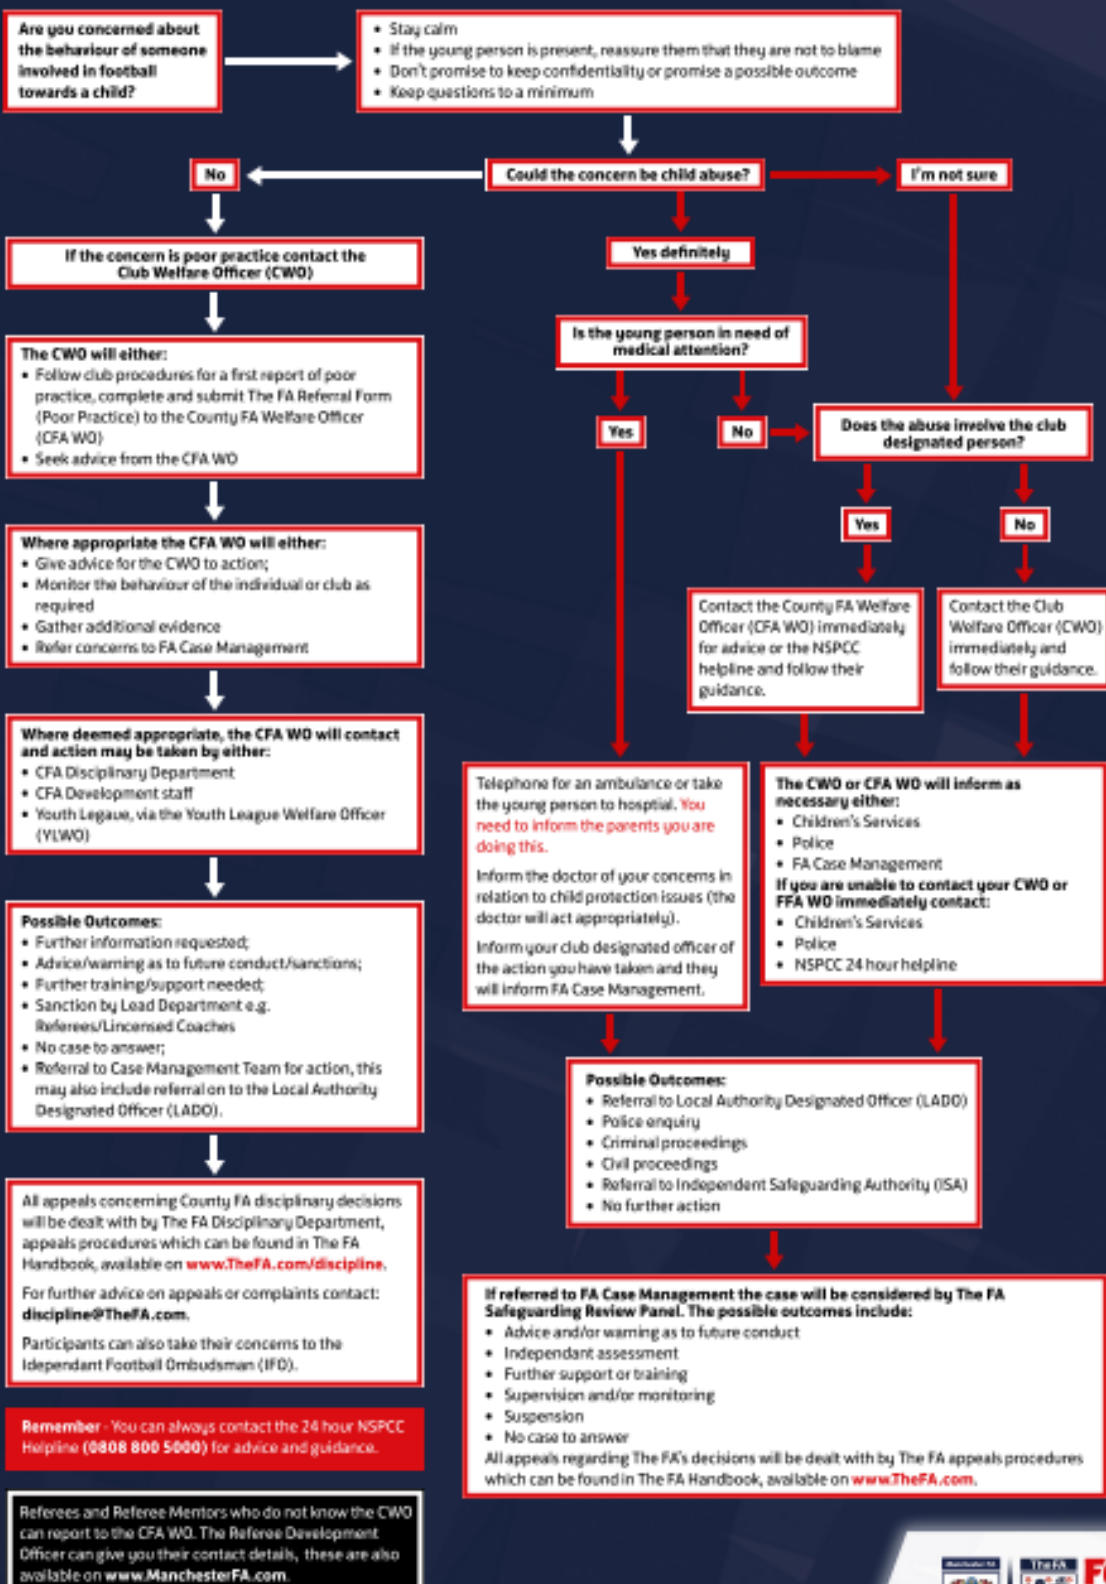 Are you concerned about
the behaviour of someone
involved in football
towards a child?
• Stay calm
• If the young person is present, reassure them that they are not to blame
• Don't promise to keep confidentiality or promise a possible outcome
• Keep questions to a minimum
No
Could the concern be child abuse?
I'm not sure
If the concern is poor practice contact the
Club Welfare Officer (CWO)
Yes definitely
Is the young person in need of
medical attention?
The CWO will either:
• Follow club procedures for a first report of poor
practice, complete and submit The FA Referral Form
(Poor Practice) to the County FA Welfare Officer
(CFA WO)
• Seek advice from the CFA WO
Yes
No
Does the abuse involve the club
designated person?
Yes
No
Where appropriate the CFA WO will either:
• Give advice for the CWO to action;
• Monitor the behaviour of the individual or club as
required
• Gather additional evidence
• Refer concerns to FA Case Management
Contact the County FA Welfare
Officer (CFA WO) immediately
for advice or the NSPCC
helpline and follow their
guidance.
Contact the Club
Welfare Officer (CWO)
immediately and
follow their guidance.
Where deemed appropriate, the CFA WO will contact
and action may be taken by either:
• CFA Disciplinary Department
• CFA Development staff
• Youth Legaue, via the Youth League Welfare Officer
(YLWO)
Telephone for an ambulance or take
the young person to hosptial. You
need to inform the parents you are
doing this.
Inform the doctor of your concerns in
relation to child protection issues (the
doctor will act appropriately).
Inform your club designated officer of
the action you have taken and they
will inform FA Case Management.
The CWO or CFA WO will inform as
necessary either:
• Children's Services
• Police
• FA Case Management
If you are unable to contact your CWO or
FFA WO immediately contact:
• Children's Services
• Police
• NSPCC 24 hour helpline
Possible Outcomes:
• Further information requested;
• Advice/warning as to future conduct/sanctions;
• Further training/support needed;
• Sanction by Lead Department e.g.
Referees/Lincensed Coaches
• No case to answer;
• Referral to Case Management Team for action, this
may also include referral on to the Local Authority
Designated Officer (LADO).
Possible Outcomes:
• Referral to Local Authority Designated Officer (LADO)
• Police enquiry
• Criminal proceedings
• Civil proceedings
• Referral to Independent Safeguarding Authority (ISA)
• No further action
All appeals concerning County FA disciplinary decisions
will be dealt with by The FA Disciplinary Department,
appeals procedures which can be found in The FA
Handbook, available on www.TheFA.com/discipline.
For further advice on appeals or complaints contact:
discipline@TheFA.com.
Participants can also take their concerns to the
Idependant Football Ombudsman (IFO).
If referred to FA Case Management the case will be considered by The FA
Safeguarding Review Panel. The possible outcomes include:
• Advice and/or warning as to future conduct
• Independant assessment
• Further support or training
• Supervision and/or monitoring
• Suspension
• No case to answer
All appeals regarding The FA's decisions will be dealt with by The FA appeals procedures
which can be found in The FA Handbook, available on www.TheFA.com.
Remember - You can always contact the 24 hour NSPCC
Helpline (0808 800 5000) for advice and guidance.
Referees and Referee Mentors who do not know the CWO
can report to the CFA WO. The Referee Development
Officer can give you their contact details, these are also
available on www.ManchesterFA.com.
Manchester FA
The FA